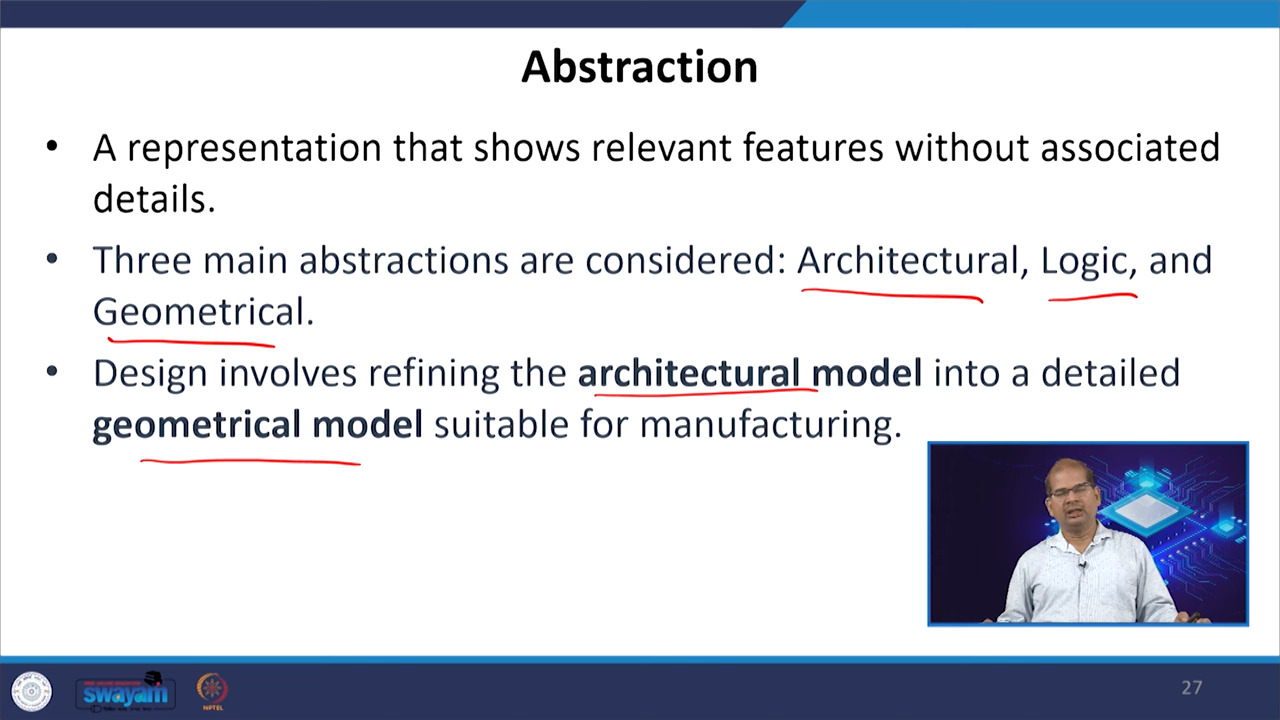 Abstraction
• A representation that shows relevant features without associated
details.
• Three main abstractions are considered: Architectural, Logic, and
Geometrical.
• Design involves refining the architectural model into a detailed
geometrical model suitable for manufacturing.
swayam
NPTEL
27